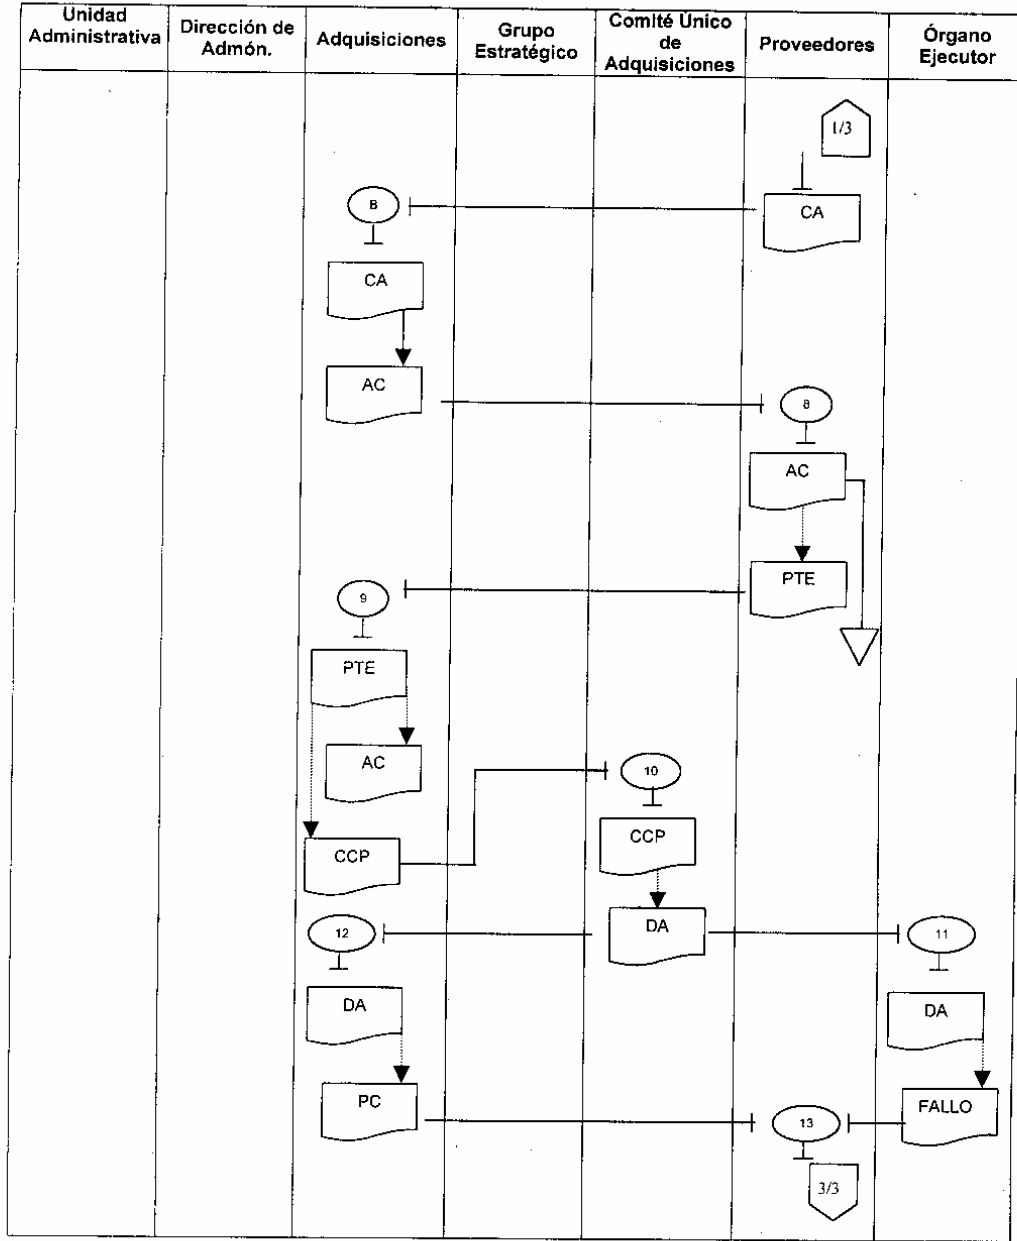 Unidad
Administrativa
Dirección de
Admón.
Adquisiciones
Grupo
Estratégico
Comité Único
de
Adquisiciones
Proveedores
Órgano
Ejecutor
1/3
B
CA
CA
AC
8
AC
9
PTE
PTE
AC
10
CCP
CCP
12
DA
11
DA
DA
PC
13
FALLO
3/3